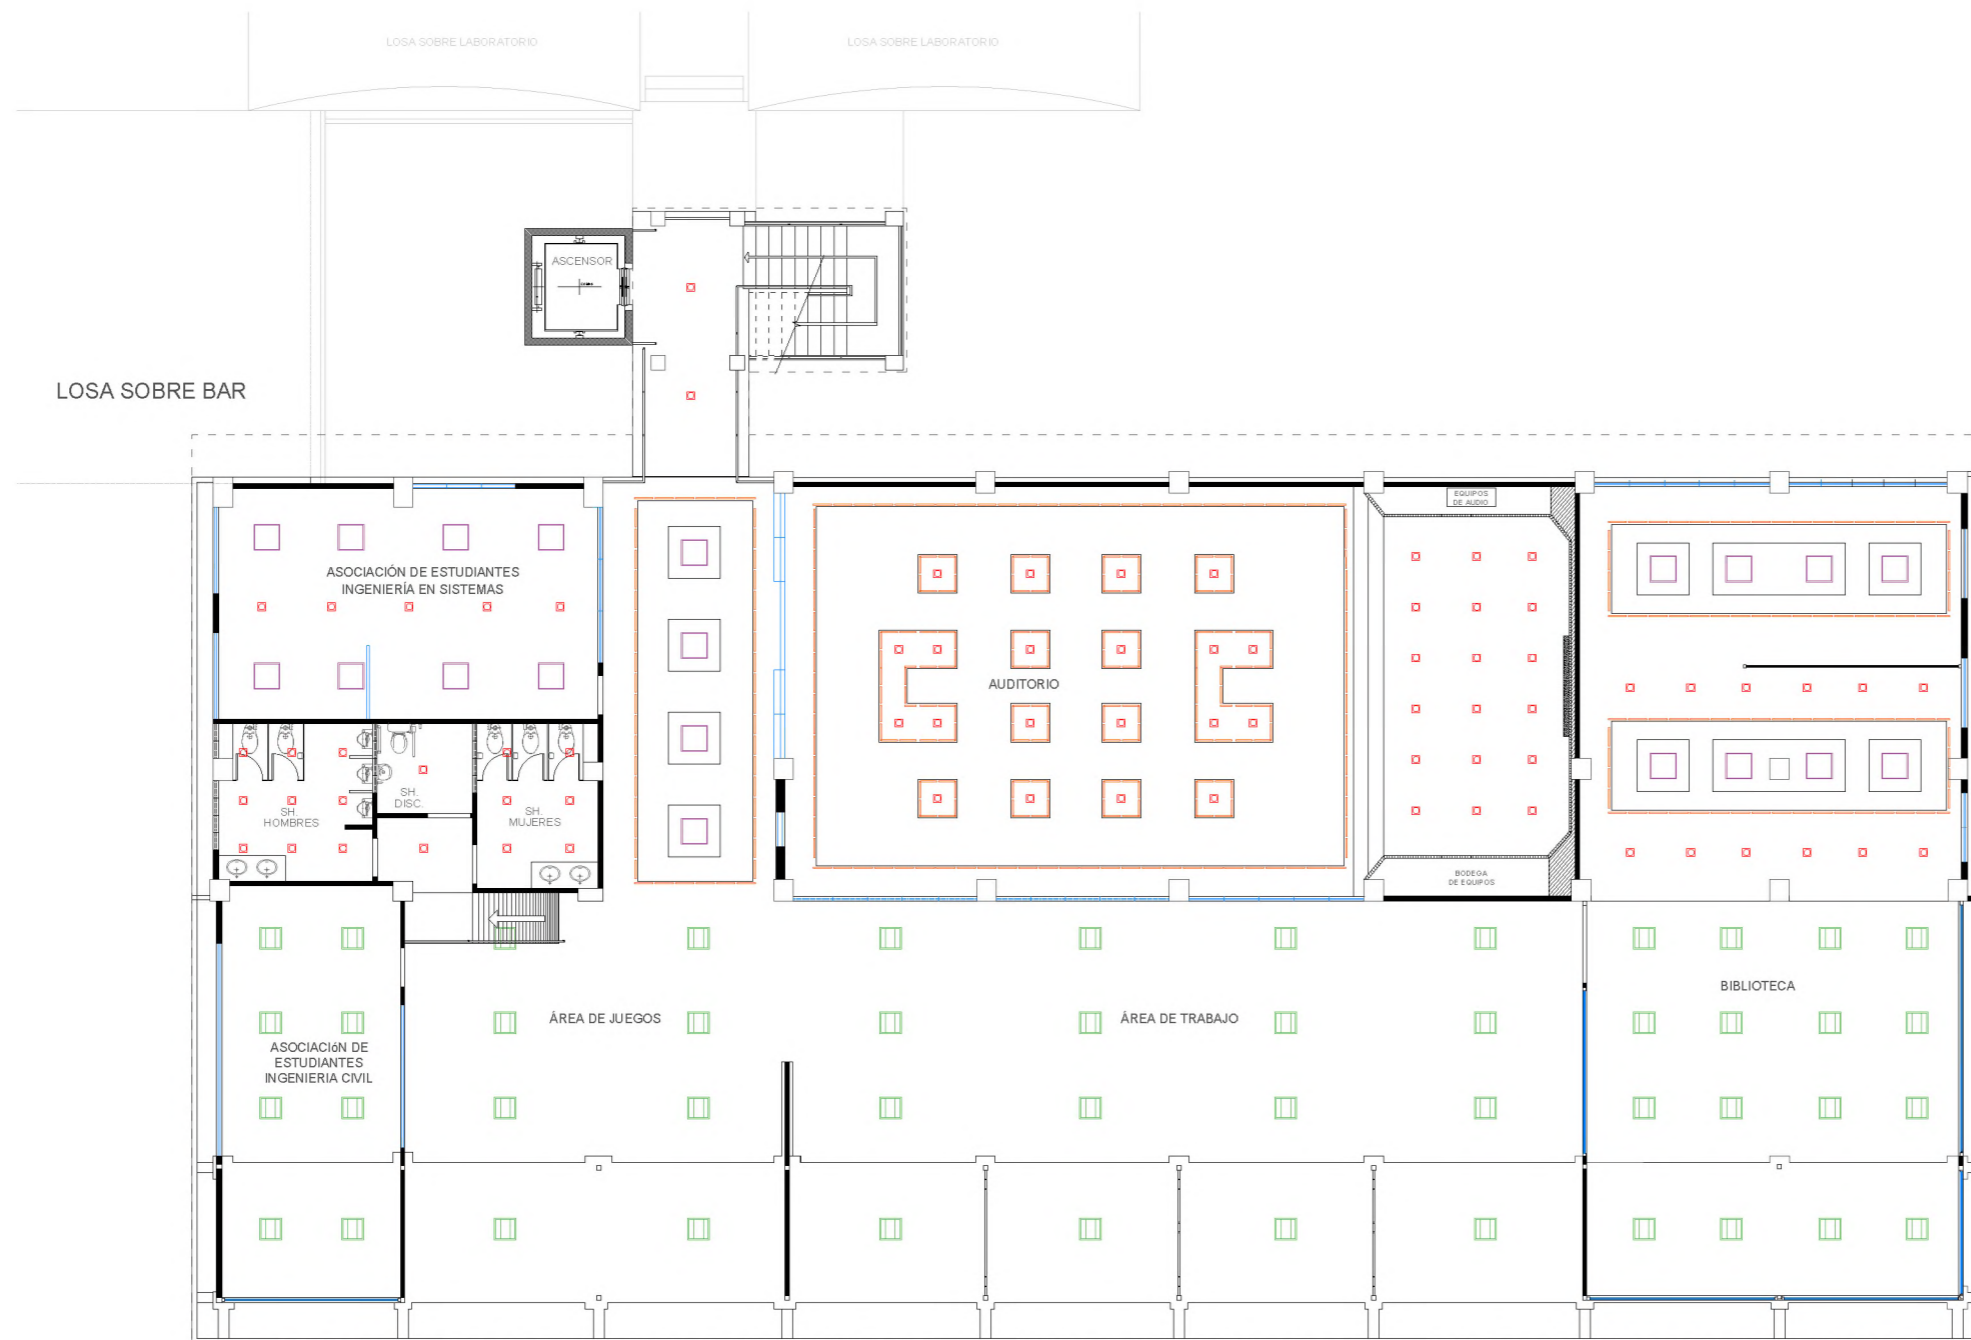 LOSA SOBRE LABORATORIO
LOSA SOBRE LABORATORIO
ASCENSOR
LOSA SOBRE BAR
EQUIPOS
DE AUDIO
ASOCIACIÓN DE ESTUDIANTES
INGENIERÍA EN SISTEMAS
AUDITORIO
SH.
DISC.
SH.
HOMBRES
SH.
MUJERES
BODEGA
DE EQUIPOS
BIBLIOTECA
ÁREA DE JUEGOS
ÁREA DE TRABAJO
ASOCIACIóN DE
ESTUDIANTES
INGENIERIA CIVIL